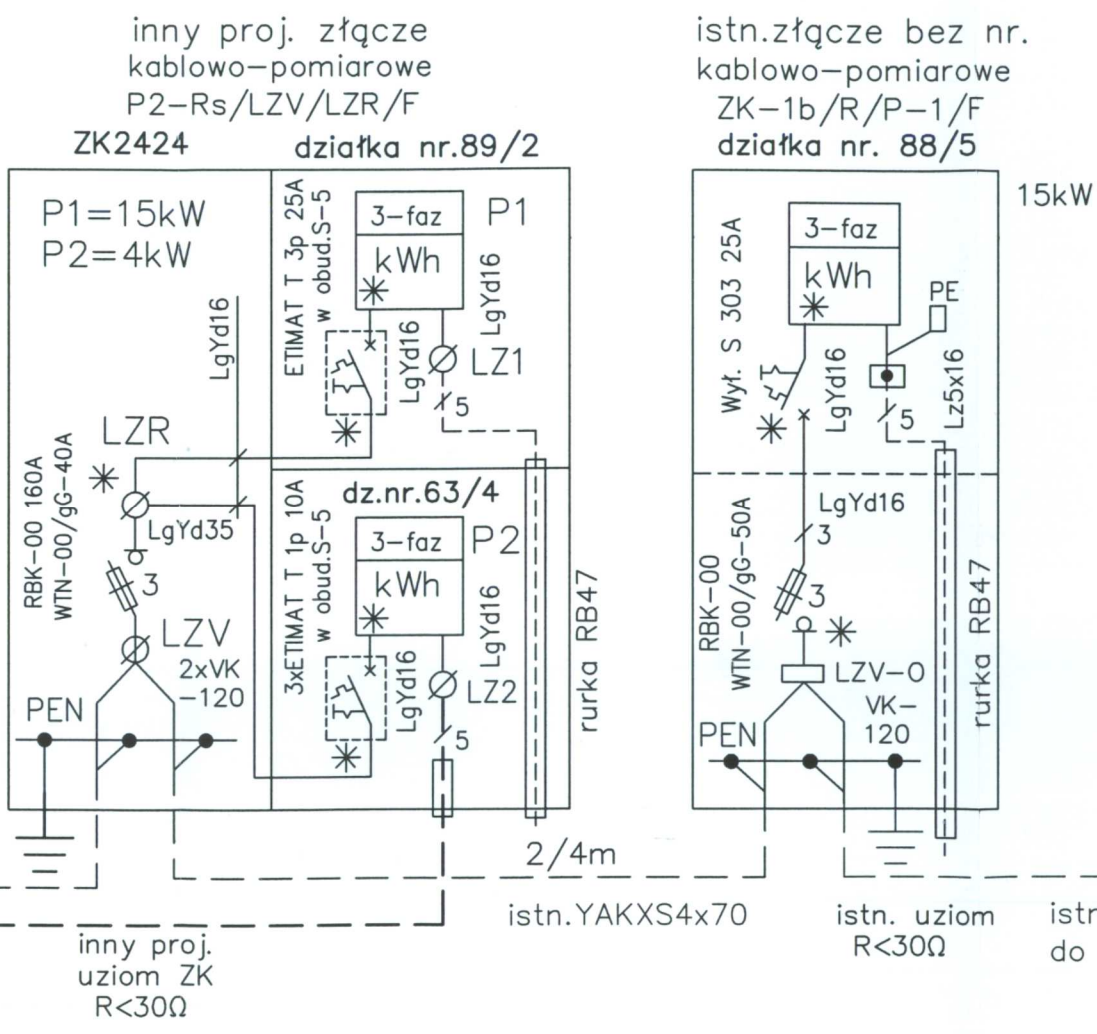 inny proj. złącze
kablowo-pomiarowe
P2-Rs/LZV/LZR/F
ZK2424
działka nr.89/2
P1=15kW
P2=4kW
LgYd16
LZR
RBK-00 160A
WTN-00/gG-40A
LgYd35
3
LZV
2xVK
-120
PEN
ETIMAT T 3p 25A
w obud.S-5
3-faz
kWh
P1
LgYd16
LgYd16
LZ1
5
dz.nr.63/4
3xETIMAT T 1p 10A
w obud.S-5
3-faz
kWh
P2
LgYd16
LgYd16
LZ2
5
rurka RB47
inny proj.
uziom ZK
R<30Ω
2/4m
istn.YAKXS4x70
istn.złącze bez nr.
kablowo-pomiarowe
ZK-1b/R/P-1/F
działka nr. 88/5
15kW
Wył. S 303 25A
3-faz
kWh
PE
LgYd16
Lz5x16
5
LgYd16
3
RBK-00
WTN-00/gG-50A
3
LZV-0
VK-
120
PEN
rurka RB47
istn. uziom
R<30Ω
istn
do